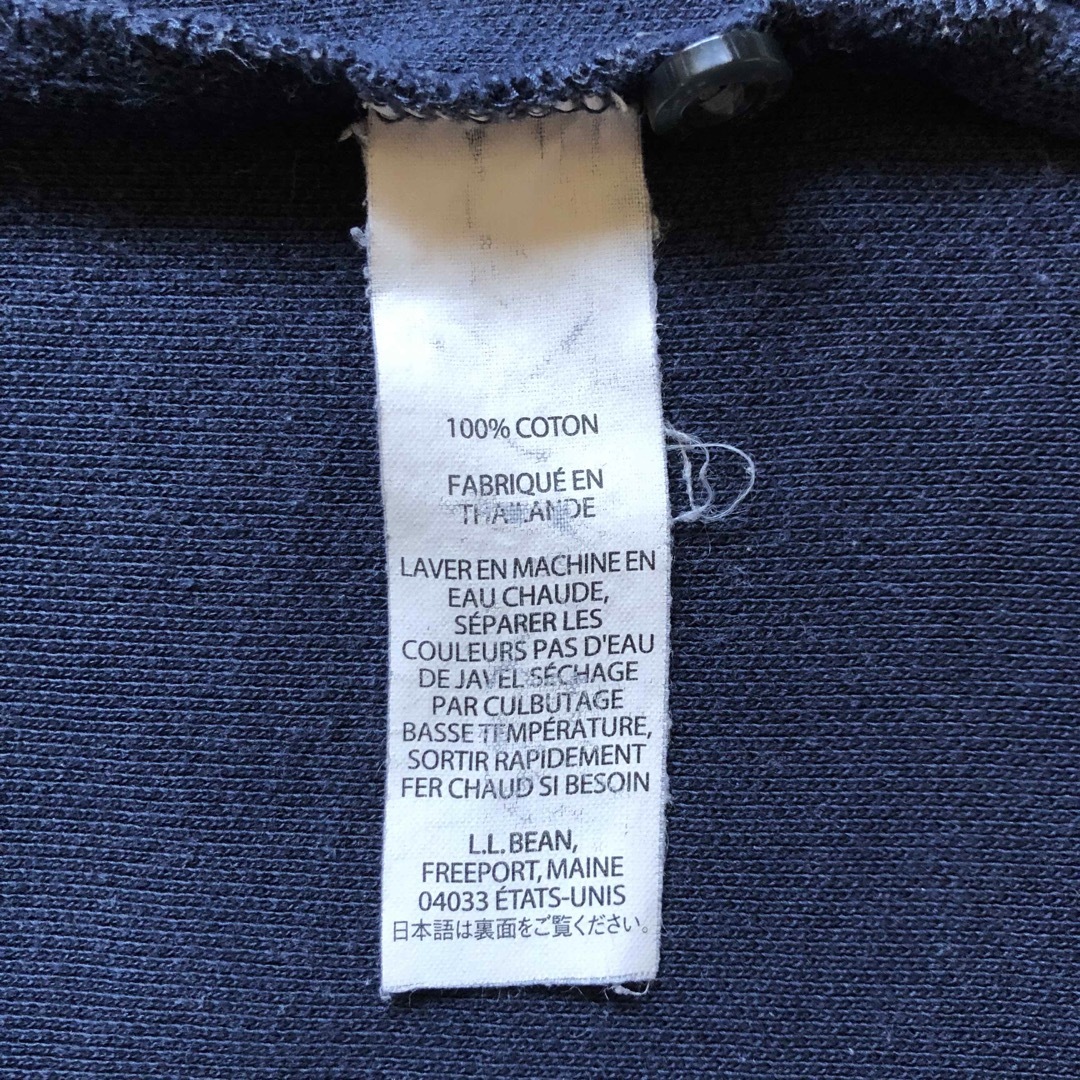 100% COTON
FABRIQUÉ EN
THAILANDE
LAVER EN MACHINE EN
EAU CHAUDE,
SÉPARER LES
COULEURS PAS D'EAU
DE JAVEL SÉCHAGE
PAR CULBUTAGE
BASSE TEMPÉRATURE,
SORTIR RAPIDEMENT
FER CHAUD SI BESOIN
L.L.BEAN,
FREEPORT, MAINE
04033 ÉTATS-UNIS
日本語は裏面をご覧ください。